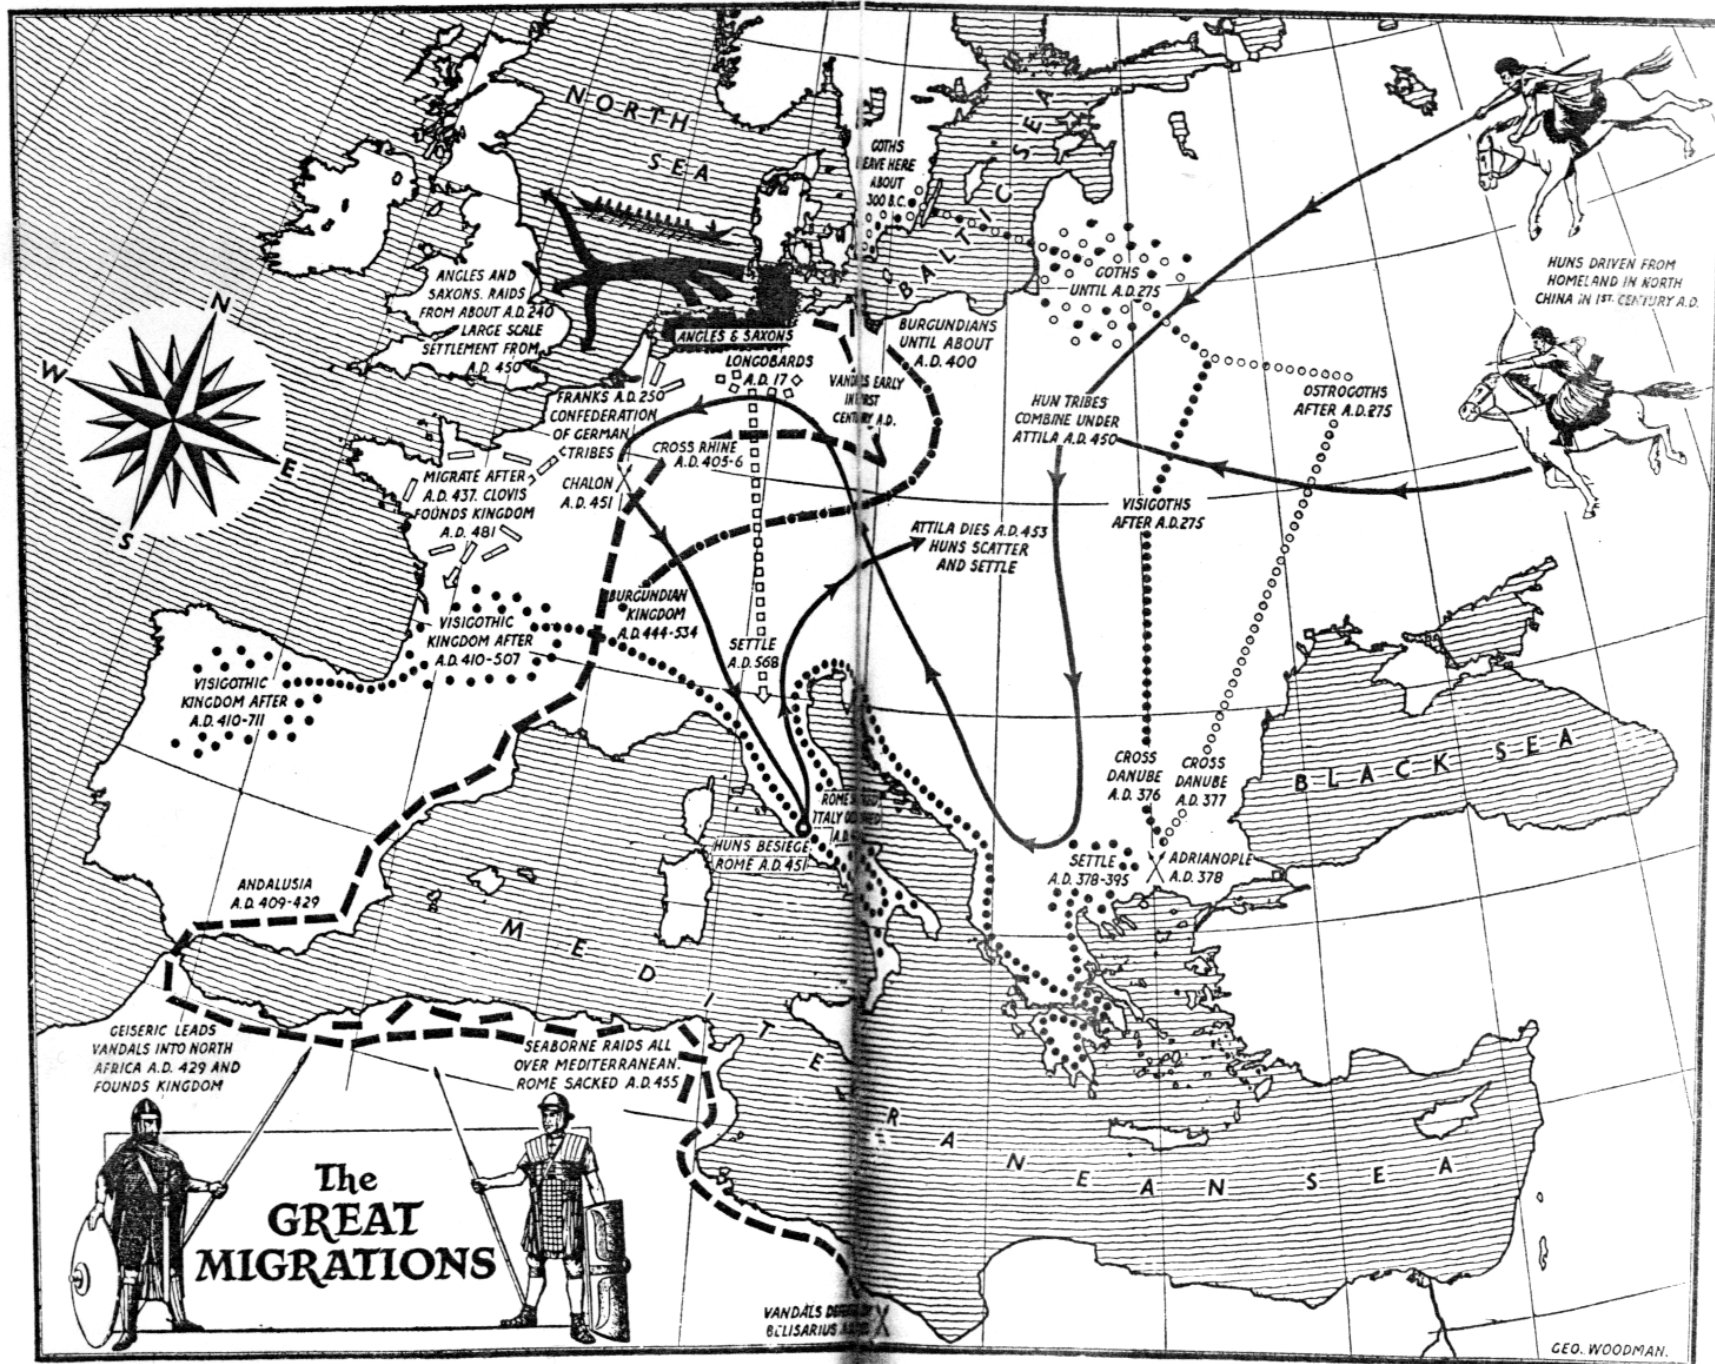 NORTH
SEA
BALTIC SEA
GOTHS
LEAVE HERE
ABOUT
300 B.C.
GOTHS
UNTIL A.D. 275
HUNS DRIVEN FROM
HOMELAND IN NORTH
CHINA IN 1ST. CENTURY A.D.
ANGLES AND
SAXONS. RAIDS
FROM ABOUT A.D. 240
LARGE SCALE
SETTLEMENT FROM
A.D. 450
N
W
E
S
ANGLES & SAXONS
LONGOBARDS
A.D. 17
BURGUNDIANS
UNTIL ABOUT
A.D. 400
VANDALS EARLY
IN FIRST
CENTURY A.D.
FRANKS A.D. 250
CONFEDERATION
OF GERMAN
TRIBES
CROSS RHINE
A.D. 405-6
HUN TRIBES
COMBINE UNDER
ATTILA A.D. 450
OSTROGOTHS
AFTER A.D. 275
MIGRATE AFTER
A.D. 437. CLOVIS
FOUNDS KINGDOM
A.D. 481
CHALON
A.D. 451
VISIGOTHS
AFTER A.D. 275
ATTILA DIES A.D. 453
HUNS SCATTER
AND SETTLE
BURGUNDIAN
KINGDOM
A.D. 444-534
VISIGOTHIC
KINGDOM AFTER
A.D. 410-507
SETTLE
A.D. 568
VISIGOTHIC
KINGDOM AFTER
A.D. 410-711
CROSS
DANUBE
A.D. 376
CROSS
DANUBE
A.D. 377
BLACK SEA
ROME
ITALY
A.D.
HUNS BESIEGE
ROME A.D. 451
SETTLE
A.D. 378-395
ADRIANOPLE
A.D. 378
ANDALUSIA
A.D. 409-429
MEDITERRANEAN SEA
GEISERIC LEADS
VANDALS INTO NORTH
AFRICA A.D. 429 AND
FOUNDS KINGDOM
SEABORNE RAIDS ALL
OVER MEDITERRANEAN.
ROME SACKED A.D. 455
The
GREAT
MIGRATIONS
VANDALS
BELISARIUS
GEO. WOODMAN.